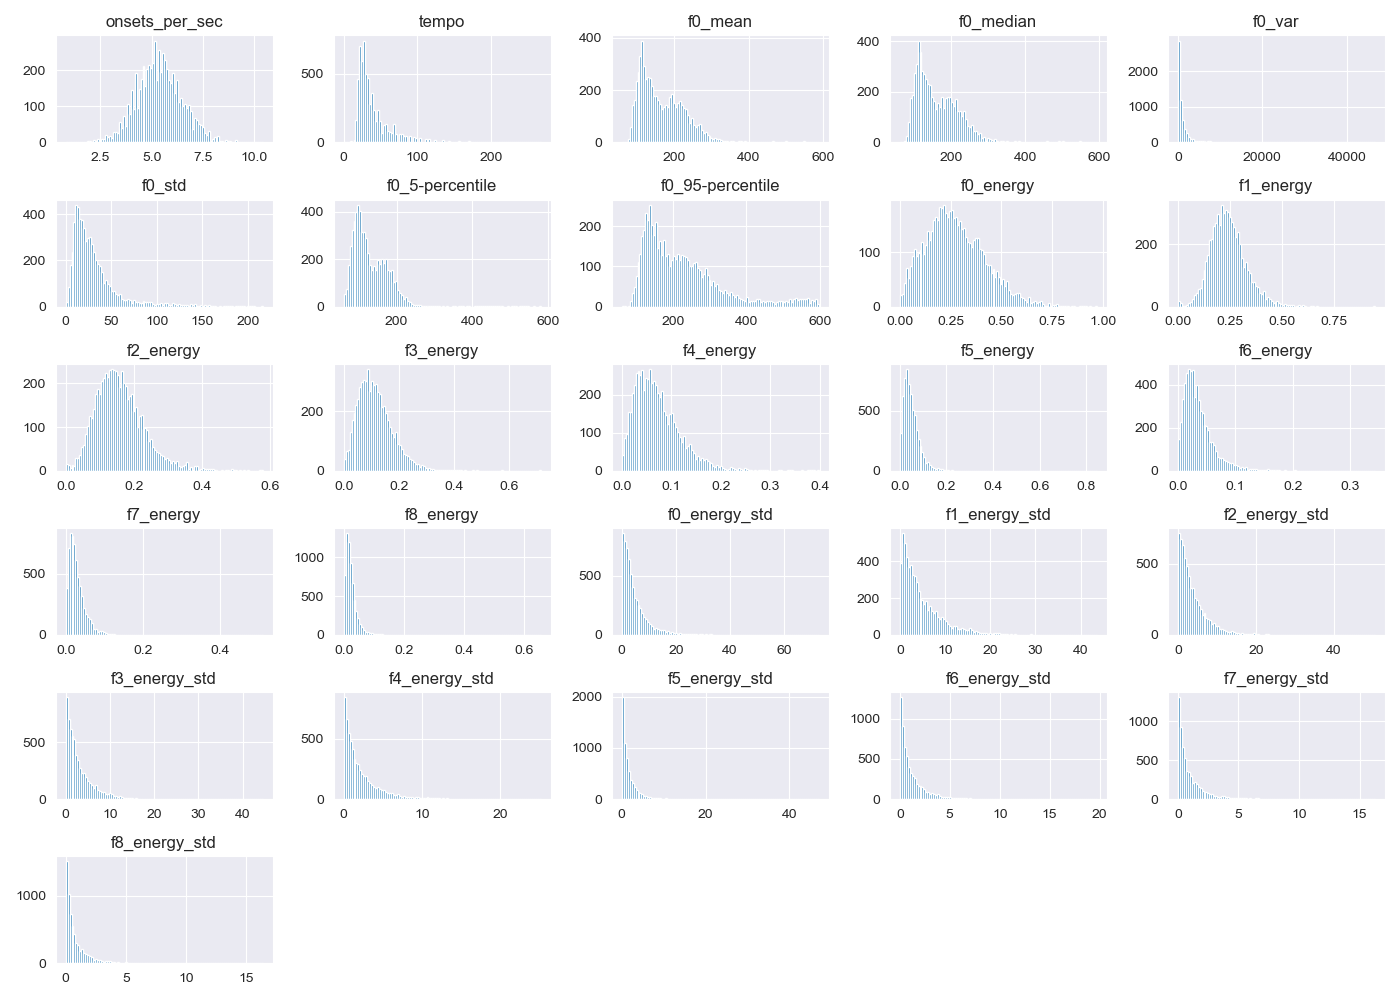 onsets_per_sec tempo f0_mean f0_median f0_var
200 100 0 2.5 5.0 7.5 10.0
500 0 0 100 200
400 200 0 200 400 600
400 200 0 200 400 600
2000 1000 0 0 20000 40000
f0_std f0_5-percentile f0_95-percentile f0_energy f1_energy
400 200 0 0 50 100 150 200
400 200 0 200 400 600
200 100 0 200 400 600
100 0 0.00 0.25 0.50 0.75 1.00
200 0 0.00 0.25 0.50 0.75
f2_energy f3_energy f4_energy f5_energy f6_energy
200 100 0 0.0 0.2 0.4 0.6
200 0 0.0 0.2 0.4 0.6
200 100 0 0.0 0.1 0.2 0.3 0.4
500 0 0.0 0.2 0.4 0.6 0.8
400 200 0 0.0 0.1 0.2 0.3
f7_energy f8_energy f0_energy_std f1_energy_std f2_energy_std
500 0 0.0 0.2 0.4
1000 500 0 0.0 0.2 0.4 0.6
500 0 0 20 40 60
400 200 0 0 10 20 30 40
500 0 0 20 40
f3_energy_std f4_energy_std f5_energy_std f6_energy_std f7_energy_std
500 0 0 10 20 30 40
500 0 0 10 20
2000 1000 0 0 20 40
1000 500 0 0 5 10 15 20
1000 500 0 0 5 10 15
f8_energy_std
1000 0 0 5 10 15